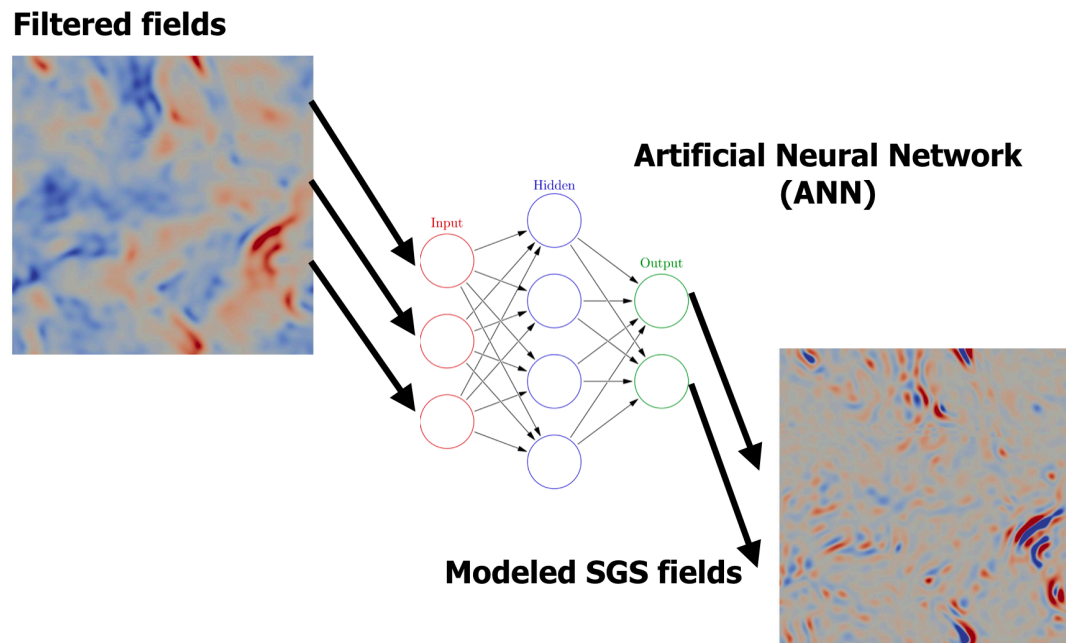 Filtered fields
Artificial Neural Network
(ANN)
Hidden
Input
Output
Modeled SGS fields